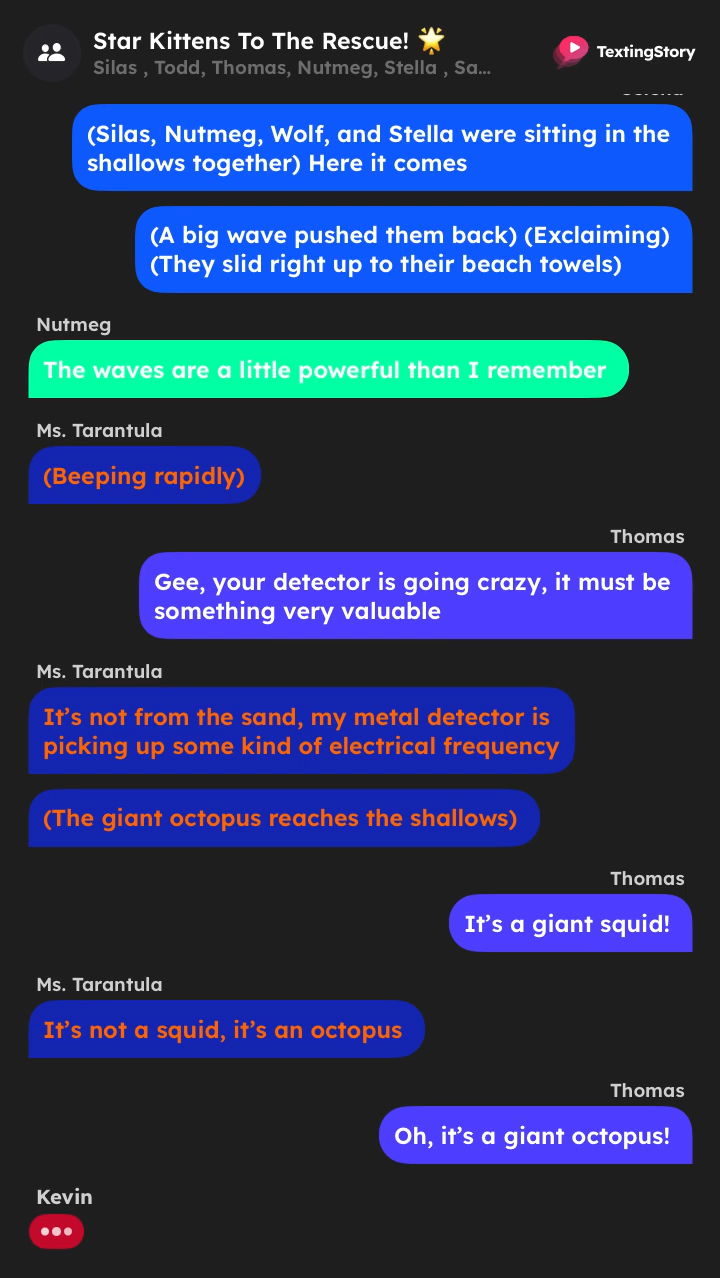 Star Kittens To The Rescue! 🌟
Silas , Todd, Thomas, Nutmeg, Stella , Sa...
TextingStory
(Silas, Nutmeg, Wolf, and Stella were sitting in the
shallows together) Here it comes
(A big wave pushed them back) (Exclaiming)
(They slid right up to their beach towels)
Nutmeg
The waves are a little powerful than I remember
Ms. Tarantula
(Beeping rapidly)
Thomas
Gee, your detector is going crazy, it must be
something very valuable
Ms. Tarantula
It’s not from the sand, my metal detector is
picking up some kind of electrical frequency
(The giant octopus reaches the shallows)
Thomas
It’s a giant squid!
Ms. Tarantula
It’s not a squid, it’s an octopus
Thomas
Oh, it’s a giant octopus!
Kevin